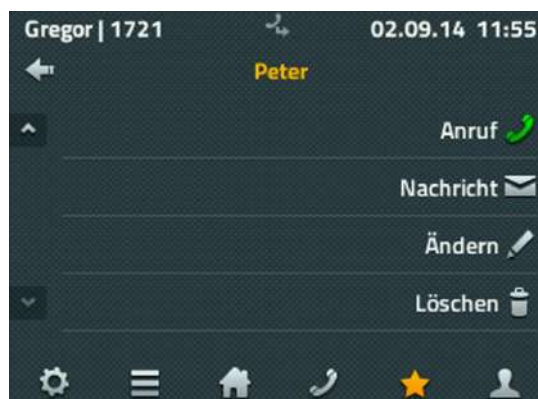 Gregor | 1721 02.09.14 11:55
Peter
Anruf
Nachricht
Ändern
Löschen